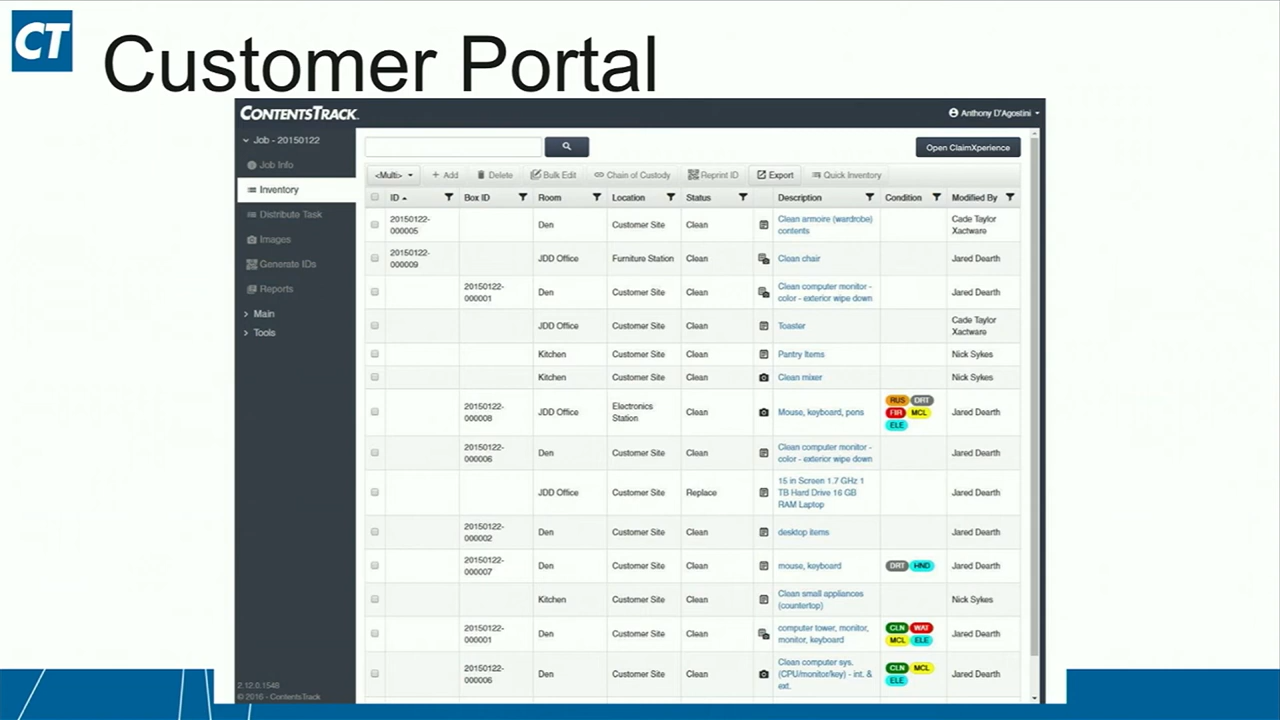 CT
Customer Portal
CONTENTSTRACK
Anthony D'Agostini
Job - 20150122
Job Info
Inventory
Distribute Task
Images
Generate IDs
Reports
Main
Tools
2.12.0.1548
© 2016 - ContentsTrack
Open ClaimXperience
<Multi> + Add Delete Bulk Edit Chain of Custody Reprint ID Export Quick Inventory
ID Box ID Room Location Status Description Condition Modified By
20150122-
000005
Den Customer Site Clean
Clean armoire (wardrobe)
contents
Cade Taylor
Xactware
20150122-
000009
JDD Office Furniture Station Clean Clean chair Jared Dearth
20150122-
000001
Den Customer Site Clean
Clean computer monitor -
color - exterior wipe down
Jared Dearth
JDD Office Customer Site Clean Toaster
Cade Taylor
Xactware
Kitchen Customer Site Clean Pantry Items Nick Sykes
Kitchen Customer Site Clean Clean mixer Nick Sykes
20150122-
000008
JDD Office
Electronics
Station
Clean Mouse, keyboard, pens
RUS DRT
FIR MCL
ELE
Jared Dearth
20150122-
000006
Den Customer Site Clean
Clean computer monitor -
color - exterior wipe down
Jared Dearth
JDD Office Customer Site Replace
15 in Screen 1.7 GHz 1
TB Hard Drive 16 GB
RAM Laptop
Jared Dearth
20150122-
000002
Den Customer Site Clean desktop items Jared Dearth
20150122-
000007
Den Customer Site Clean mouse, keyboard DRT HND Jared Dearth
Kitchen Customer Site Clean
Clean small appliances
(countertop)
Nick Sykes
20150122-
000001
Den Customer Site Clean
computer tower, monitor,
monitor, keyboard
CLN WAT
MCL ELE
Jared Dearth
20150122-
000006
Den Customer Site Clean
Clean computer sys.
(CPU/monitor/key) - int. &
ext.
CLN MCL
ELE
Jared Dearth